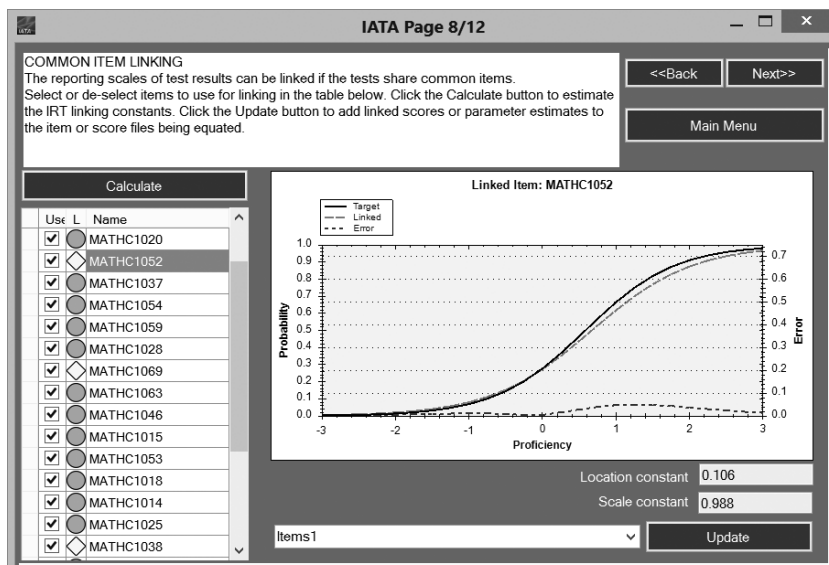 IATA Page 8/12
COMMON ITEM LINKING
The reporting scales of test results can be linked if the tests share common items.
Select or de-select items to use for linking in the table below. Click the Calculate button to estimate
the IRT linking constants. Click the Update button to add linked scores or parameter estimates to
the item or score files being equated.
<<Back
Next>>
Main Menu
Calculate
Use L Name
MATHC1020
MATHC1052
MATHC1037
MATHC1054
MATHC1059
MATHC1028
MATHC1069
MATHC1063
MATHC1046
MATHC1015
MATHC1053
MATHC1018
MATHC1014
MATHC1025
MATHC1038
Linked Item: MATHC1052
Target
Linked
Error
Probability
1.0
0.9
0.8
0.7
0.6
0.5
0.4
0.3
0.2
0.1
0.0
-3 -2 -1 0 1 2 3
Proficiency
0.7
0.6
0.5
0.4
0.3
0.2
0.1
0.0
Error
Location constant 0.106
Scale constant 0.988
Items1
Update